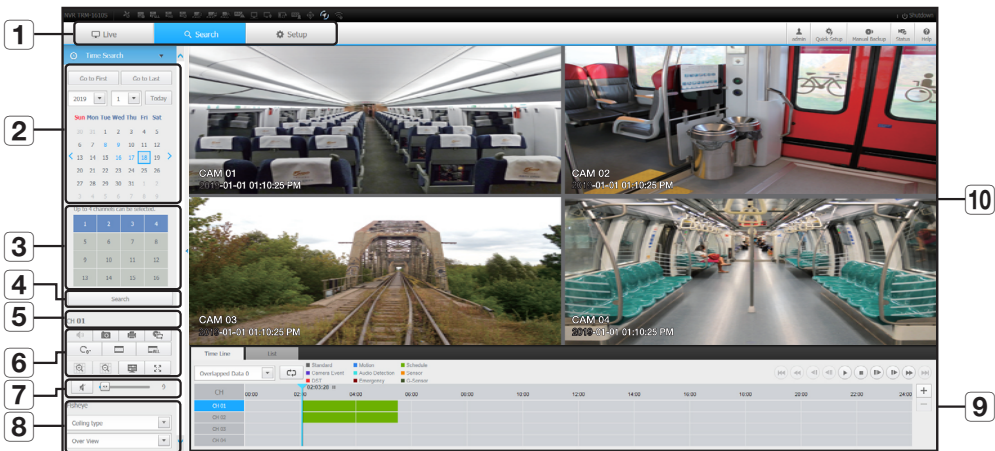 NVR TRM-S0105
Shutdown
1
Live
Search
Setup
admin
Quick Setup
Manual Backup
Status
Help
Time Search
Go to First
Go to Last
2019
1
Today
Sun Mon Tue Wed Thu Fri Sat
30 31 1 2 3 4 5
6 7 8 9 10 11 12
13 14 15 16 17 18 19
20 21 22 23 24 25 26
27 28 29 30 31 1 2
3 4 5 6 7 8 9
2
Up to 4 channels can be selected.
1 2 3 4
5 6 7 8
9 10 11 12
13 14 15 16
3
4
Search
5
CH 01
6
ALL
7
9
8
Fisheye
Ceiling type
Over View
CAM 01
2019-01-01 01:10:25 PM
CAM 02
2019-01-01 01:10:25 PM
CAM 03
2019-01-01 01:10:25 PM
CAM 04
2019-01-01 01:10:25 PM
10
Time Line
List
Overlapped Data 0
Standard
Motion
Schedule
Camera Event
Audio Detection
Sensor
DST
Emergency
G-Sensor
02:03:28
CH
00:00 02:00 04:00 06:00 08:00 10:00 12:00 14:00 16:00 18:00 20:00 22:00 24:00
CH 01
CH 02
CH 03
CH 04
9